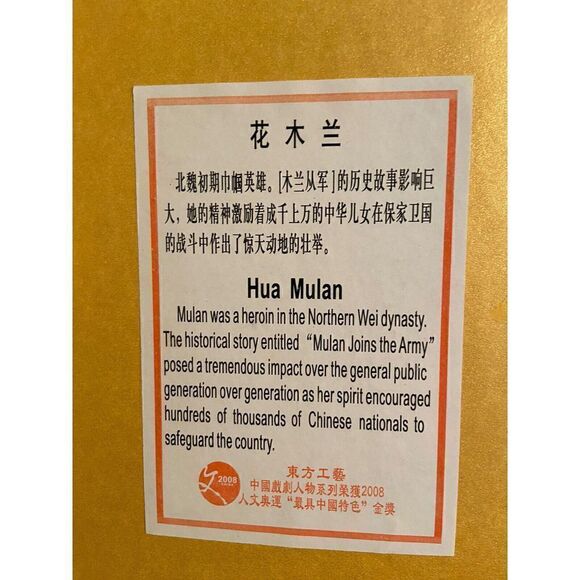 花木兰
北魏初期巾帼英雄。[木兰从军]的历史故事影响巨
大，她的精神激励着成千上万的中华儿女在保家卫国
的战斗中作出了惊天动地的壮举。
Hua Mulan
Mulan was a heroin in the Northern Wei dynasty.
The historical story entitled “Mulan Joins the Army”
posed a tremendous impact over the general public
generation over generation as her spirit encouraged
hundreds of thousands of Chinese nationals to
safeguard the country.
文 2008
東方工藝
中國戲劇人物系列榮獲2008
人文奥運“最具中國特色”金獎